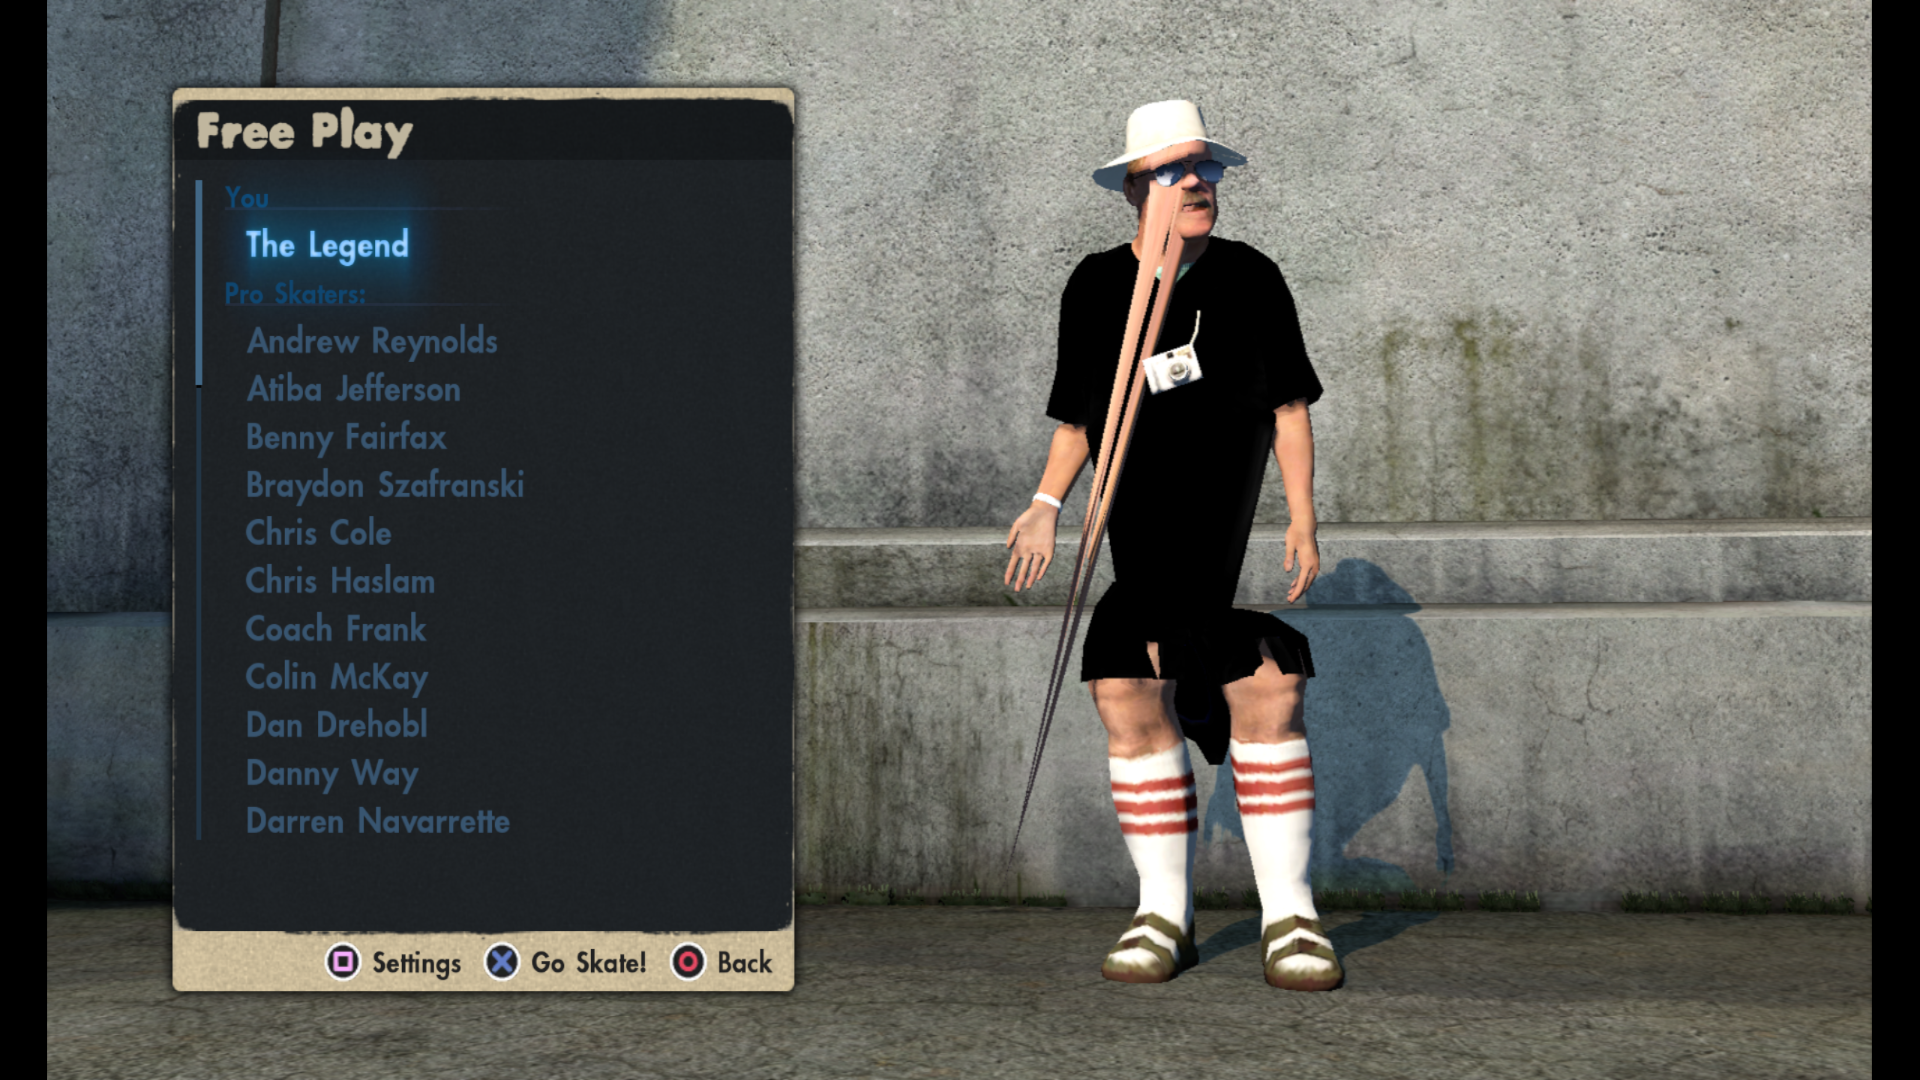 Free Play
You
The Legend
Pro Skaters:
Andrew Reynolds
Atiba Jefferson
Benny Fairfax
Braydon Szafranski
Chris Cole
Chris Haslam
Coach Frank
Colin McKay
Dan Drehobl
Danny Way
Darren Navarrette
Settings Go Skate! Back